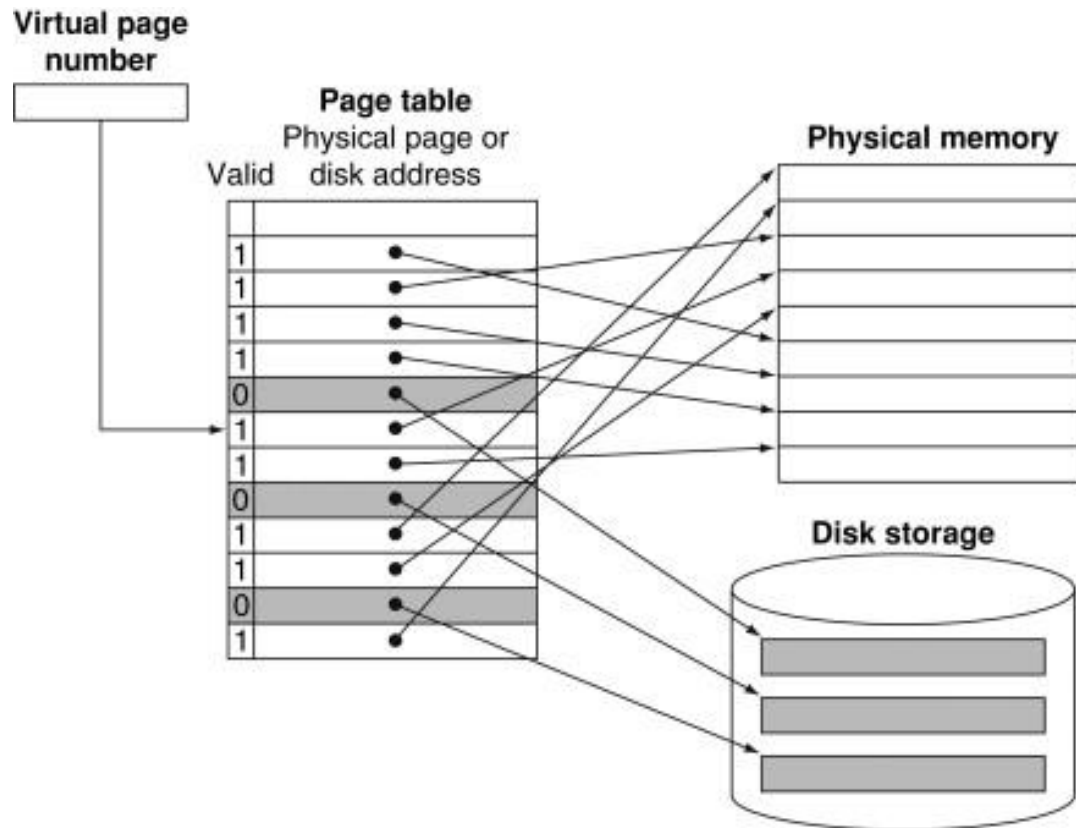 Virtual page
number
Page table
Physical page or
Valid disk address
Physical memory
1
1
1
1
0
1
1
0
1
1
0
1
Disk storage